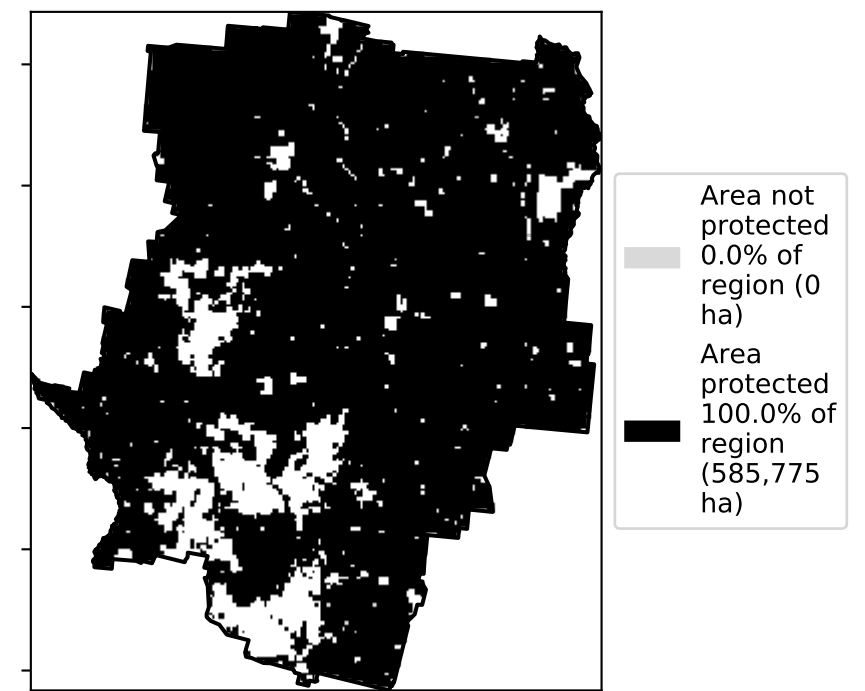 Area not
protected
0.0% of
region (0
ha)
Area
protected
100.0% of
region
(585,775
ha)